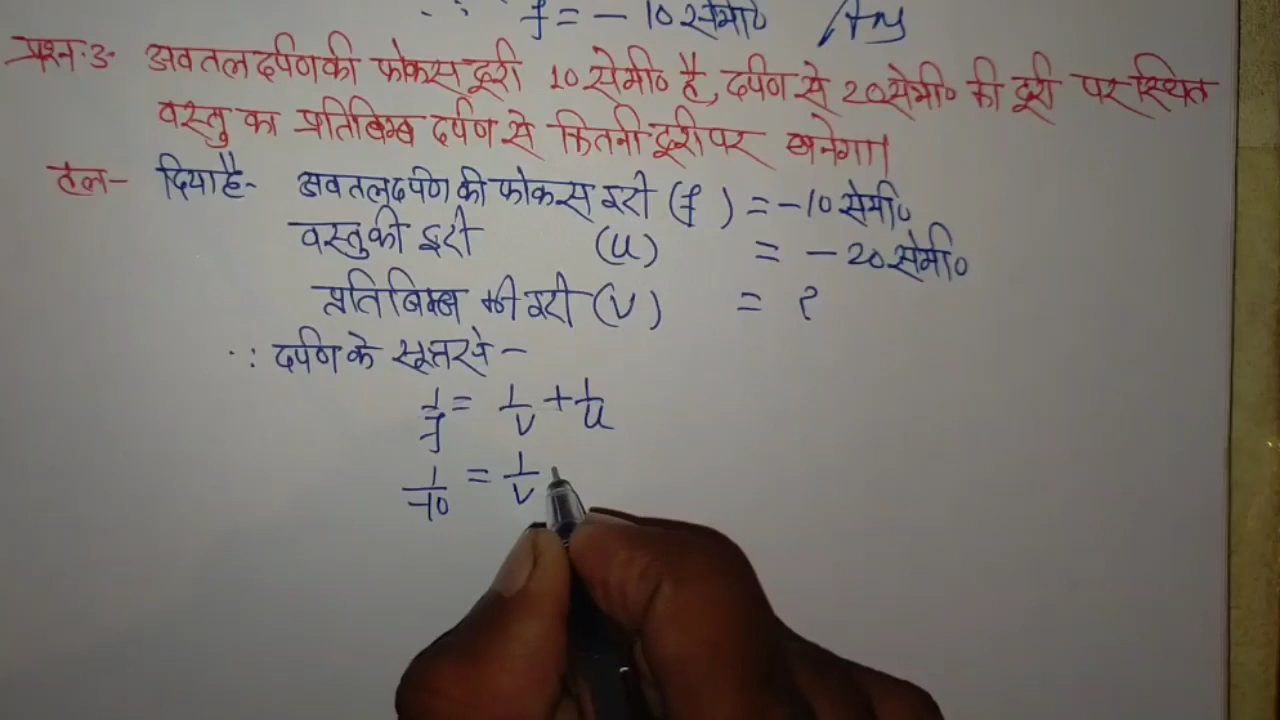 ∴ f = - 10 सेमी० Ans
प्रश्न:3- अवतल दर्पण की फोकस दूरी 10 सेमी० है, दर्पण से 20 सेमी० की दूरी पर स्थित
वस्तु का प्रतिबिम्ब दर्पण से कितनी दूरी पर बनेगा।
हल- दिया है- अवतल दर्पण की फोकस दूरी (f) = -10 सेमी०
वस्तु की दूरी (u) = - 20 सेमी०
प्रतिबिम्ब की दूरी (v) = ?
∴ दर्पण के सूत्र से -
1/f = 1/v + 1/u
1/-10 = 1/v